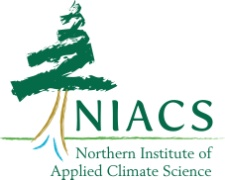 NIACS
Northern Institute of
Applied Climate Science